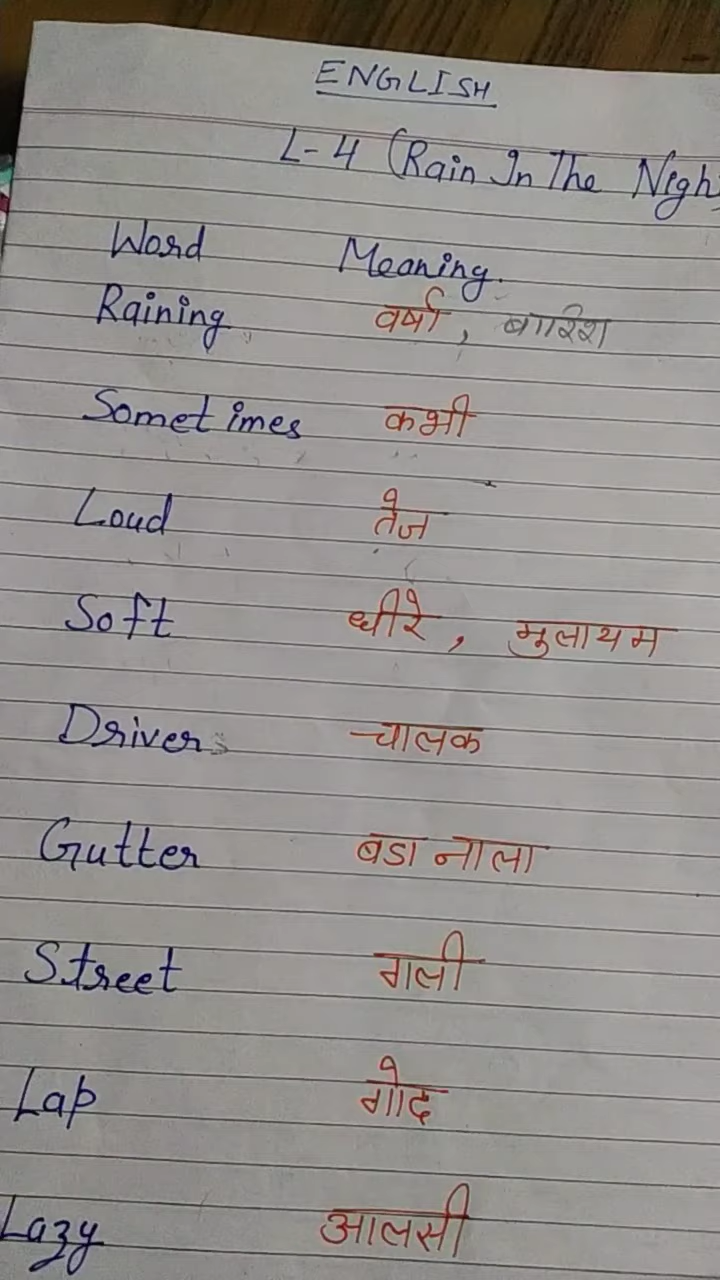 ENGLISH
L-4 (Rain In The Nigh
Word Meaning.
Raining वर्षा, बारिश
Sometimes कभी
Loud तेज
Soft धीरे, मुलायम
Driver चालक
Gutter बडा नाला
Street गली
Lap गोद
Lazy आलसी